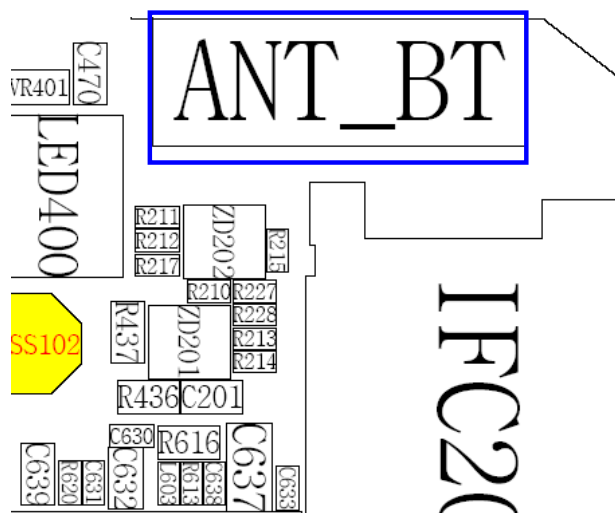 ANT_BT
C470
VR401
LED400
R211
ZD202
R212
R215
R217
R210
R227
R228
SS102
R437
ZD201
R213
R214
R436
C201
C630
R616
C637
C639
R620
C631
C632
C603
R613
C638
C633
IFC20